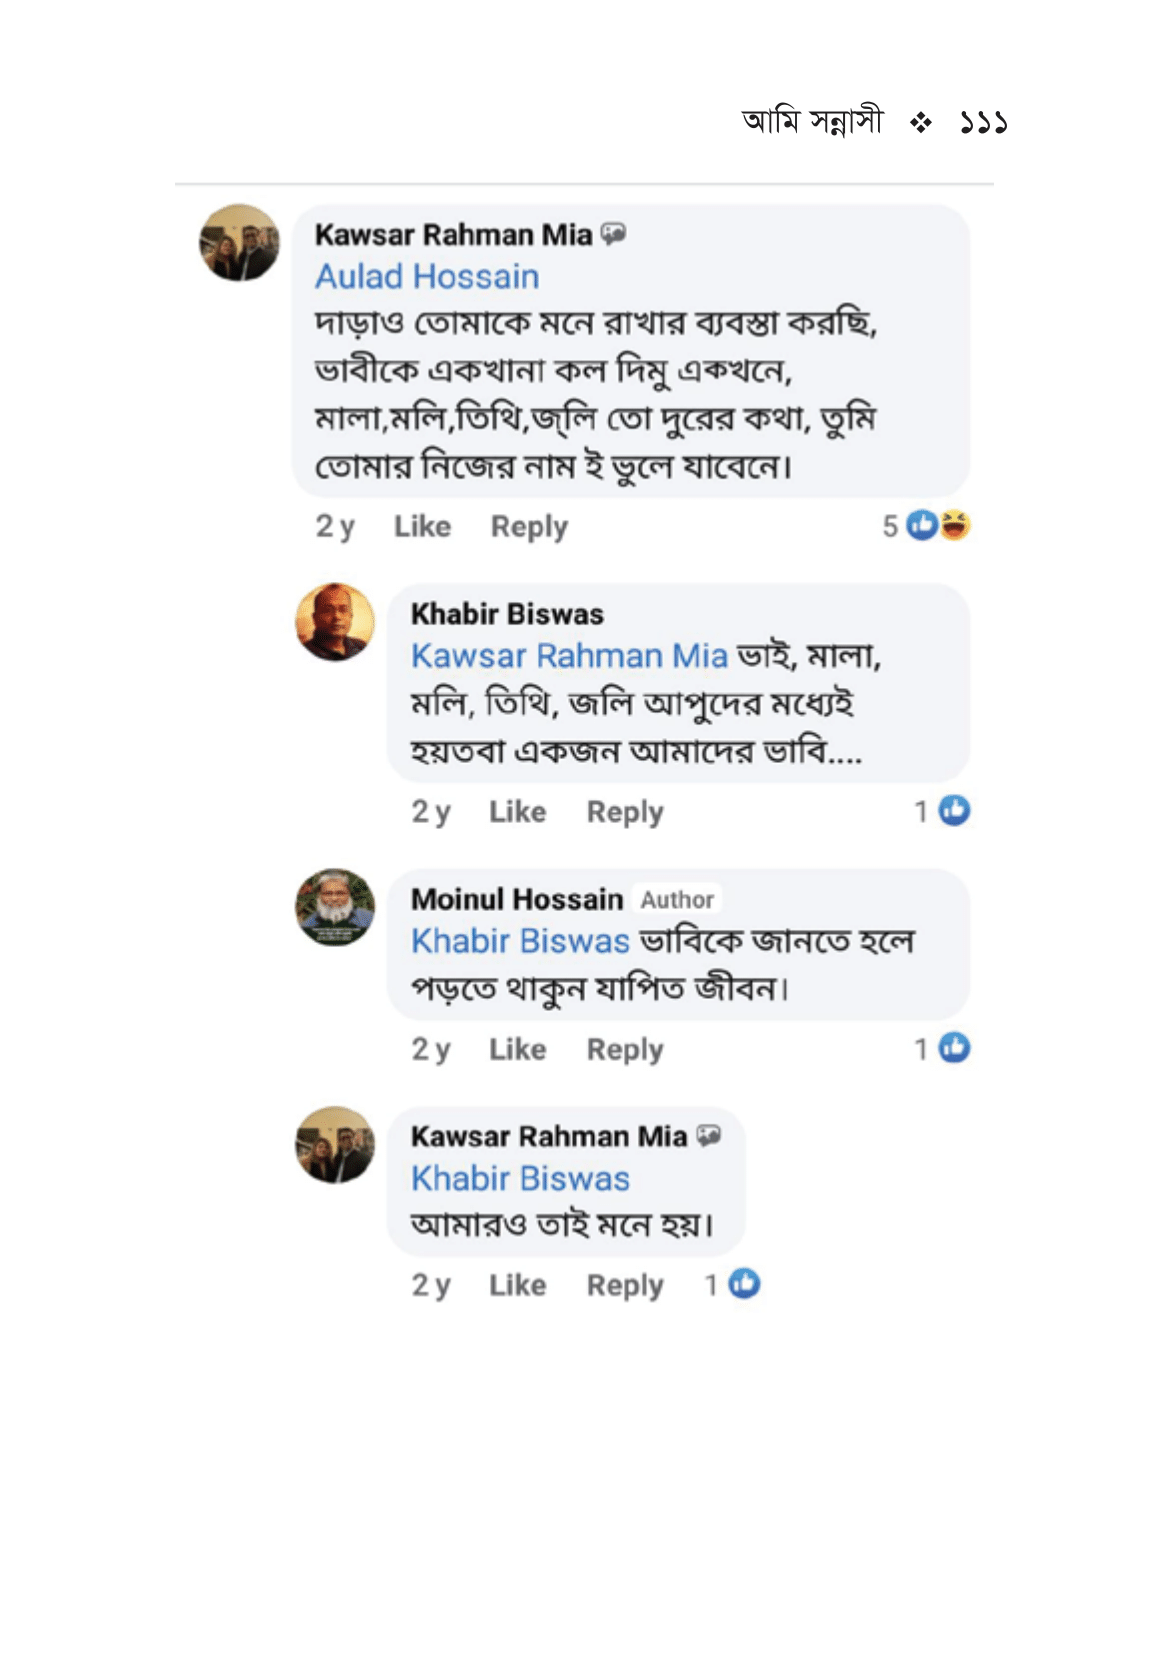 আমি সন্নাসী ❖ ১১১
Kawsar Rahman Mia
Aulad Hossain
দাড়াও তোমাকে মনে রাখার ব্যবস্তা করছি,
ভাবীকে একখানা কল দিমু একখনে,
মালা,মলি,তিথি,জ্লি তো দুরের কথা, তুমি
তোমার নিজের নাম ই ভুলে যাবেনে।
2 y Like Reply 5
Khabir Biswas
Kawsar Rahman Mia ভাই, মালা,
মলি, তিথি, জলি আপুদের মধ্যেই
হয়তবা একজন আমাদের ভাবি....
2 y Like Reply 1
Moinul Hossain Author
Khabir Biswas ভাবিকে জানতে হলে
পড়তে থাকুন যাপিত জীবন।
2 y Like Reply 1
Kawsar Rahman Mia
Khabir Biswas
আমারও তাই মনে হয়।
2 y Like Reply 1